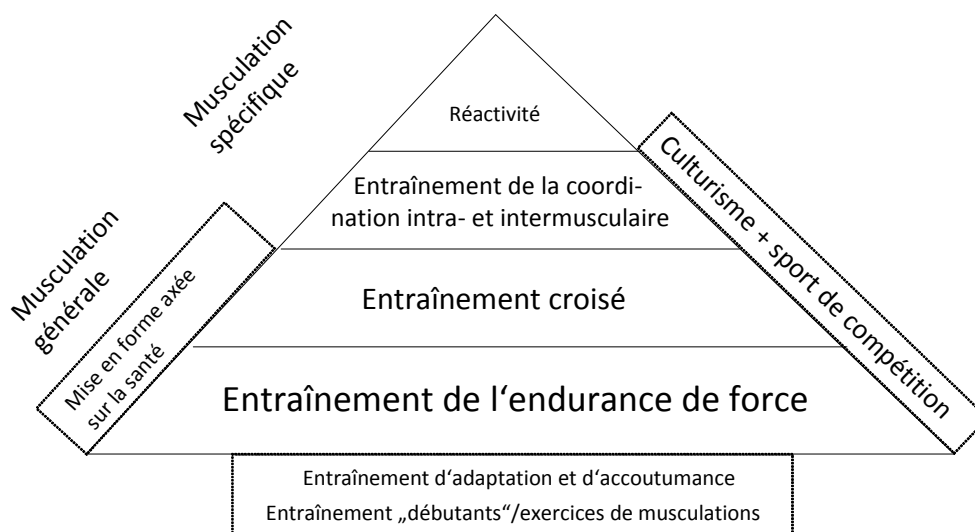 Musculation
spécifique
Réactivité
Entraînement de la coordi-
nation intra- et intermusculaire
Culturisme + sport de compétition
Musculation
générale
Entraînement croisé
Mise en forme axée
sur la santé
Entraînement de l‘endurance de force
Entraînement d‘adaptation et d‘accoutumance
Entraînement „débutants“/exercices de musculations